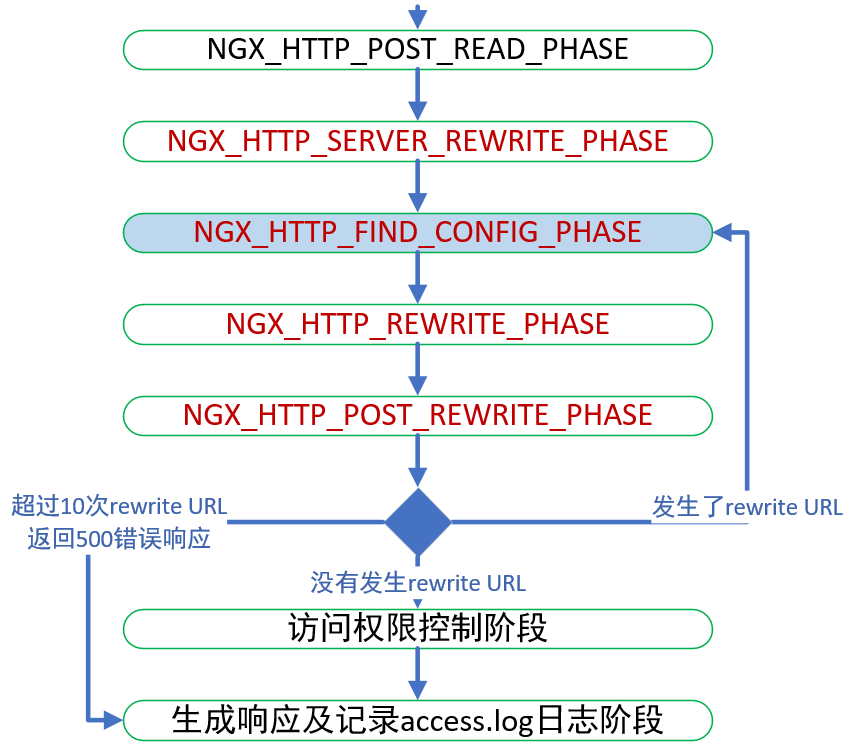 NGX_HTTP_POST_READ_PHASE
NGX_HTTP_SERVER_REWRITE_PHASE
NGX_HTTP_FIND_CONFIG_PHASE
NGX_HTTP_REWRITE_PHASE
NGX_HTTP_POST_REWRITE_PHASE
超过10次rewrite URL
返回500错误响应
发生了rewrite URL
没有发生rewrite URL
访问权限控制阶段
生成响应及记录access.log日志阶段